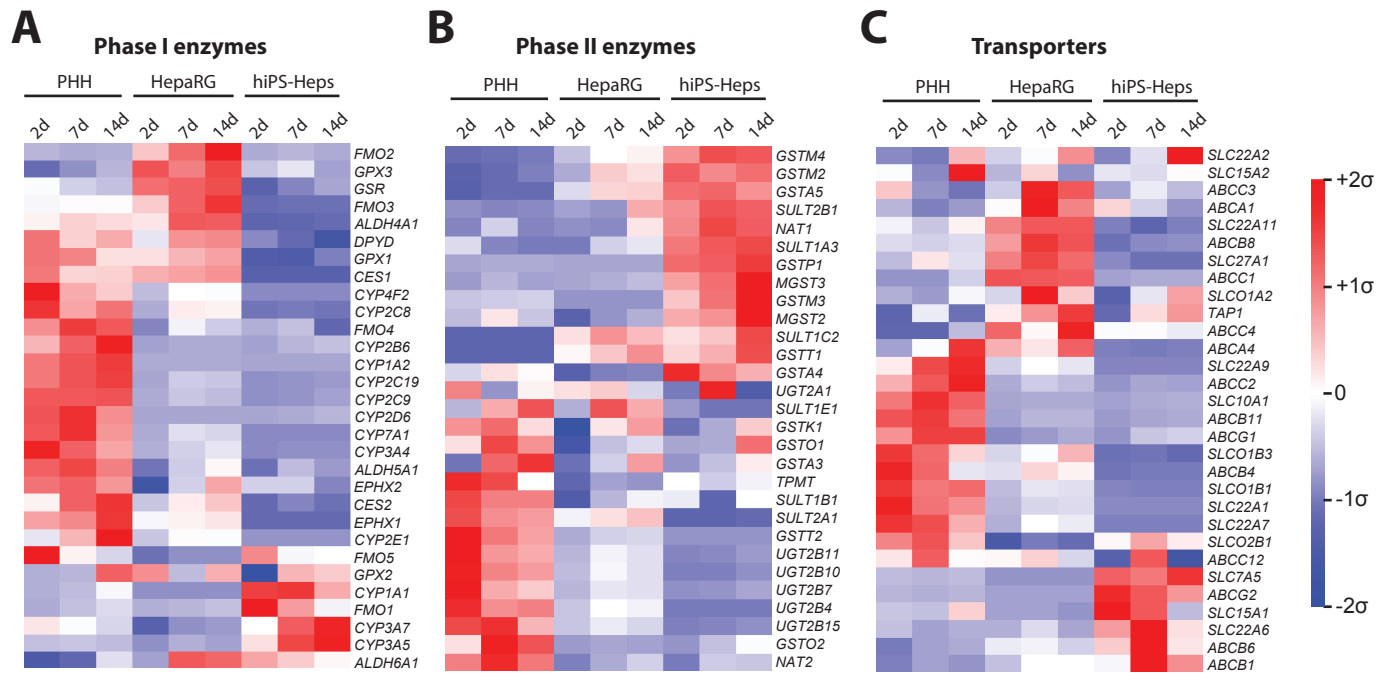 A
Phase I enzymes
PHH HepaRG hiPS-Heps
2d 7d 14d 2d 7d 14d 2d 7d 14d
FMO2
GPX3
GSR
FMO3
ALDH4A1
DPYD
GPX1
CES1
CYP4F2
CYP2C8
FMO4
CYP2B6
CYP1A2
CYP2C19
CYP2C9
CYP2D6
CYP7A1
CYP3A4
ALDH5A1
EPHX2
CES2
EPHX1
CYP2E1
FMO5
GPX2
CYP1A1
FMO1
CYP3A7
CYP3A5
ALDH6A1
B
Phase II enzymes
PHH HepaRG hiPS-Heps
2d 7d 14d 2d 7d 14d 2d 7d 14d
GSTM4
GSTM2
GSTA5
SULT2B1
NAT1
SULT1A3
GSTP1
MGST3
GSTM3
MGST2
SULT1C2
GSTT1
GSTA4
UGT2A1
SULT1E1
GSTK1
GSTO1
GSTA3
TPMT
SULT1B1
SULT2A1
GSTT2
UGT2B11
UGT2B10
UGT2B7
UGT2B4
UGT2B15
GSTO2
NAT2
C
Transporters
PHH HepaRG hiPS-Heps
2d 7d 14d 2d 7d 14d 2d 7d 14d
SLC22A2
SLC15A2
ABCC3
ABCA1
SLC22A11
ABCB8
SLC27A1
ABCC1
SLCO1A2
TAP1
ABCC4
ABCA4
SLC22A9
ABCC2
SLC10A1
ABCB11
ABCG1
SLCO1B3
ABCB4
SLCO1B1
SLC22A1
SLC22A7
SLCO2B1
ABCC12
SLC7A5
ABCG2
SLC15A1
SLC22A6
ABCB6
ABCB1
+2σ
+1σ
0
-1σ
-2σ